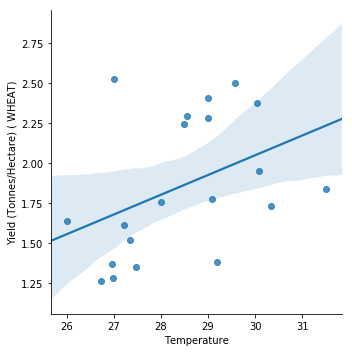 2.75
2.50
2.25
2.00
1.75
1.50
1.25
Yield (Tonnes/Hectare) ( WHEAT)
26 27 28 29 30 31
Temperature